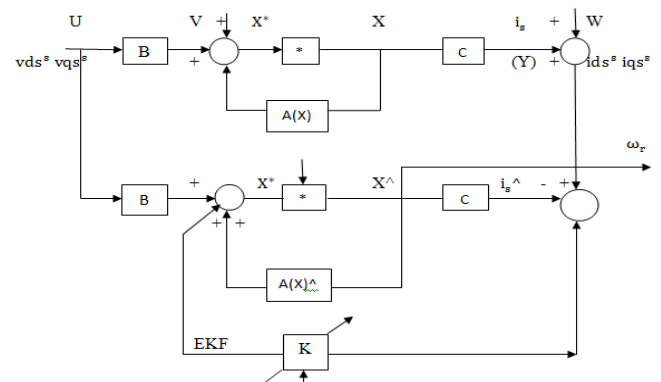 U V + X* X iₛ + W
B * C
vdsˢ vqsˢ + (Y) + idsˢ iqsˢ
A(X)
ωᵣ
+ X* X^ iₛ^ - +
B * C
+ +
A(X)^
EKF K